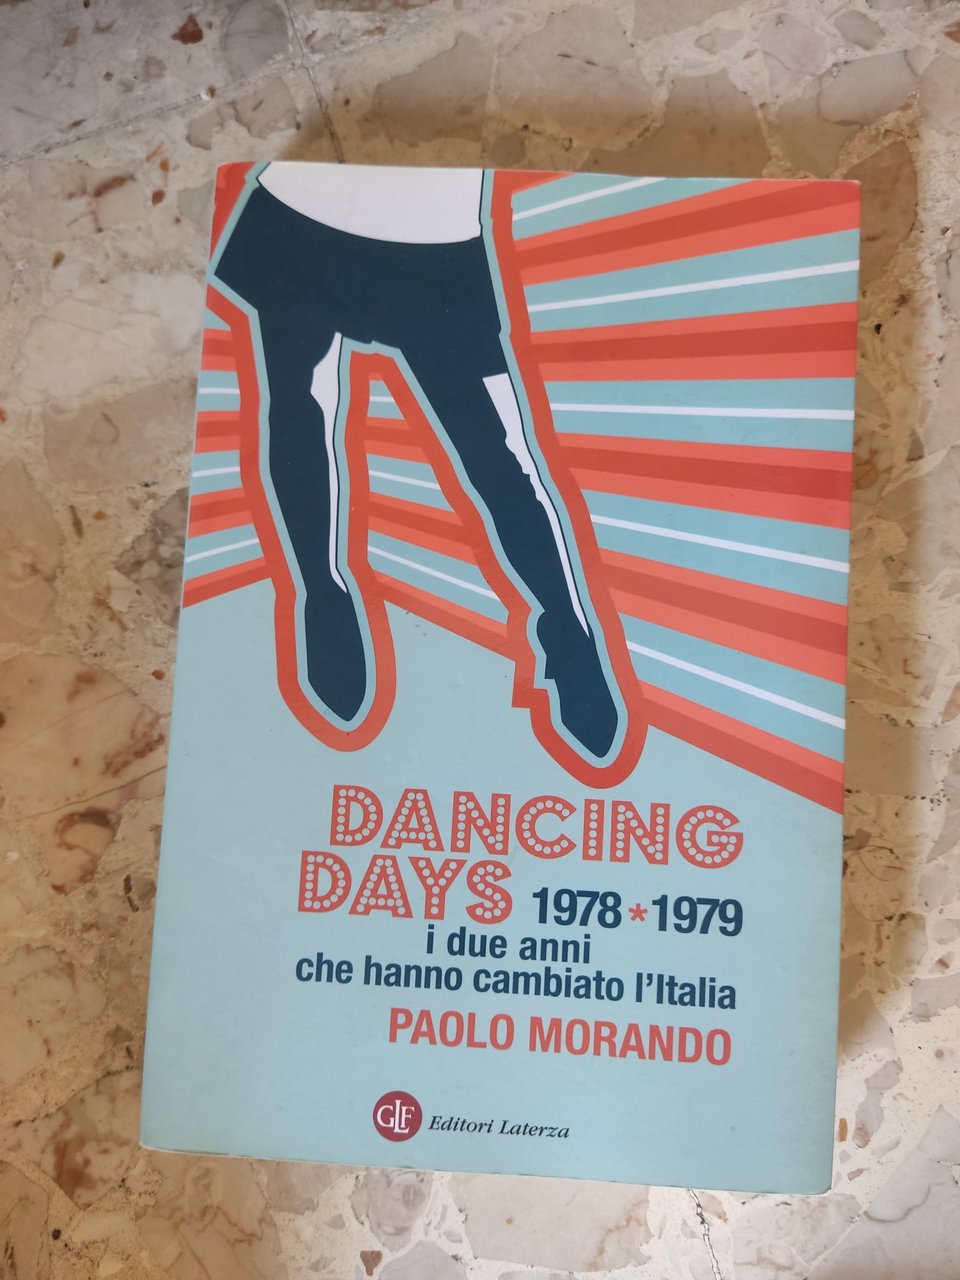 DANCING
DAYS 1978*1979
i due anni
che hanno cambiato l'Italia
PAOLO MORANDO
GLF Editori Laterza